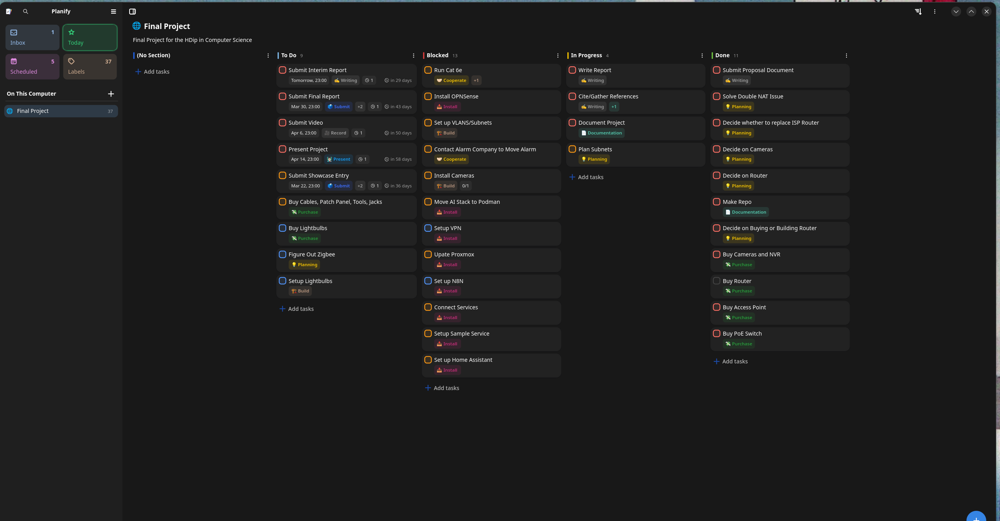 Planify
1
Inbox
Today
5
Scheduled
37
Labels
On This Computer
Final Project
37
Final Project
Final Project for the HDip in Computer Science
(No Section)
Add tasks
To Do 9
Submit Interim Report
Tomorrow, 23:00 Writing 1 in 29 days
Submit Final Report
Mar 30, 23:00 Submit +2 1 in 43 days
Submit Video
Apr 6, 23:00 Record 1 in 50 days
Present Project
Apr 14, 23:00 Present 1 in 58 days
Submit Showcase Entry
Mar 22, 23:00 Submit +2 1 in 36 days
Buy Cables, Patch Panel, Tools, Jacks
Purchase
Buy Lightbulbs
Purchase
Figure Out Zigbee
Planning
Setup Lightbulbs
Build
Add tasks
Blocked 13
Run Cat 6e
Cooperate +1
Install OPNSense
Install
Set up VLANS/Subnets
Build
Contact Alarm Company to Move Alarm
Cooperate
Install Cameras
Build 0/1
Move AI Stack to Podman
Install
Setup VPN
Install
Upate Proxmox
Install
Set up N8N
Install
Connect Services
Install
Setup Sample Service
Install
Set up Home Assistant
Install
Add tasks
In Progress 4
Write Report
Writing
Cite/Gather References
Writing +1
Document Project
Documentation
Plan Subnets
Planning
Add tasks
Done 11
Submit Proposal Document
Writing
Solve Double NAT Issue
Planning
Decide whether to replace ISP Router
Planning
Decide on Cameras
Planning
Decide on Router
Planning
Make Repo
Documentation
Decide on Buying or Building Router
Planning
Buy Cameras and NVR
Purchase
Buy Router
Purchase
Buy Access Point
Purchase
Buy PoE Switch
Purchase
Add tasks